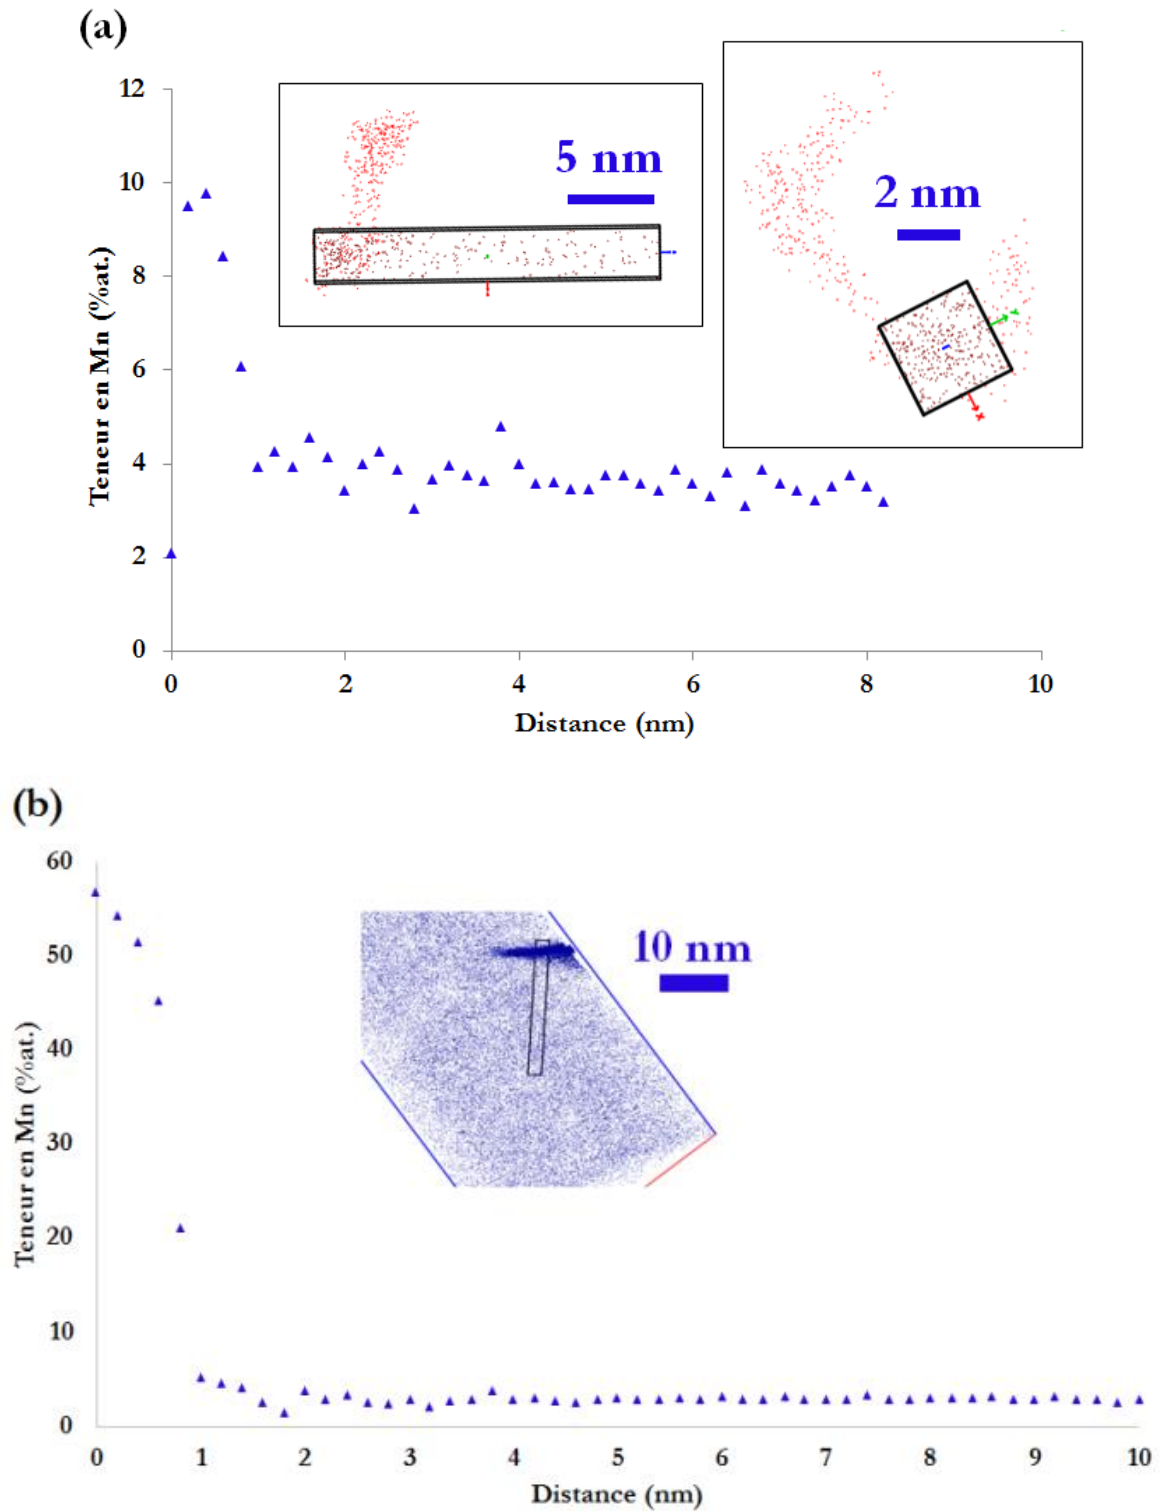 (a)
12
10
8
6
4
2
0
Teneur en Mn (%at.)
5 nm
2 nm
0 2 4 6 8 10
Distance (nm)
(b)
60
50
40
30
20
10
0
Teneur en Mn (%at.)
10 nm
0 1 2 3 4 5 6 7 8 9 10
Distance (nm)